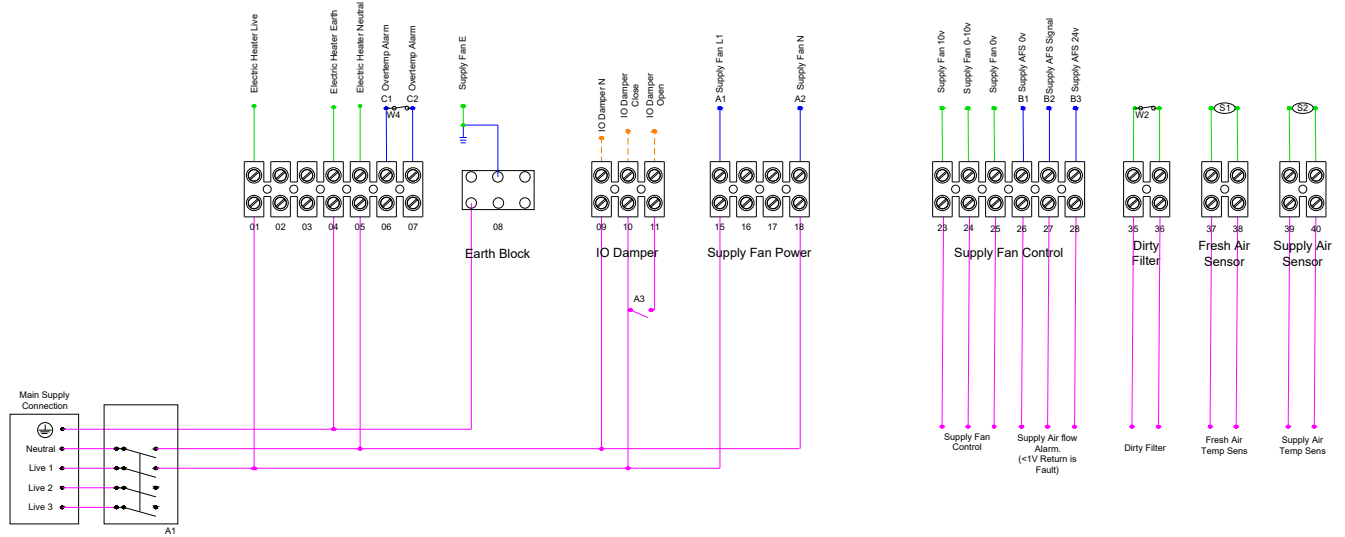 Electric Heater Live
Electric Heater Earth
Electric Heater Neutral
Overtemp Alarm
Overtemp Alarm
C1
C2
W4
Supply Fan E
IO Damper N
IO Damper
Close
IO Damper
Open
Supply Fan L1
A1
Supply Fan N
A2
Supply Fan 10v
Supply Fan 0-10v
Supply Fan 0v
Supply AFS 0v
B1
Supply AFS Signal
B2
Supply AFS 24v
B3
W2
S1
S2
01
02
03
04
05
06
07
08
09
10
11
15
16
17
18
23
24
25
26
27
28
35
36
37
38
39
40
Earth Block
IO Damper
Supply Fan Power
Supply Fan Control
Dirty
Filter
Fresh Air
Sensor
Supply Air
Sensor
A3
Main Supply
Connection
Neutral
Live 1
Live 2
Live 3
A1
Supply Fan
Control
Supply Air flow
Alarm.
(<1V Return is
Fault)
Dirty Filter
Fresh Air
Temp Sens
Supply Air
Temp Sens